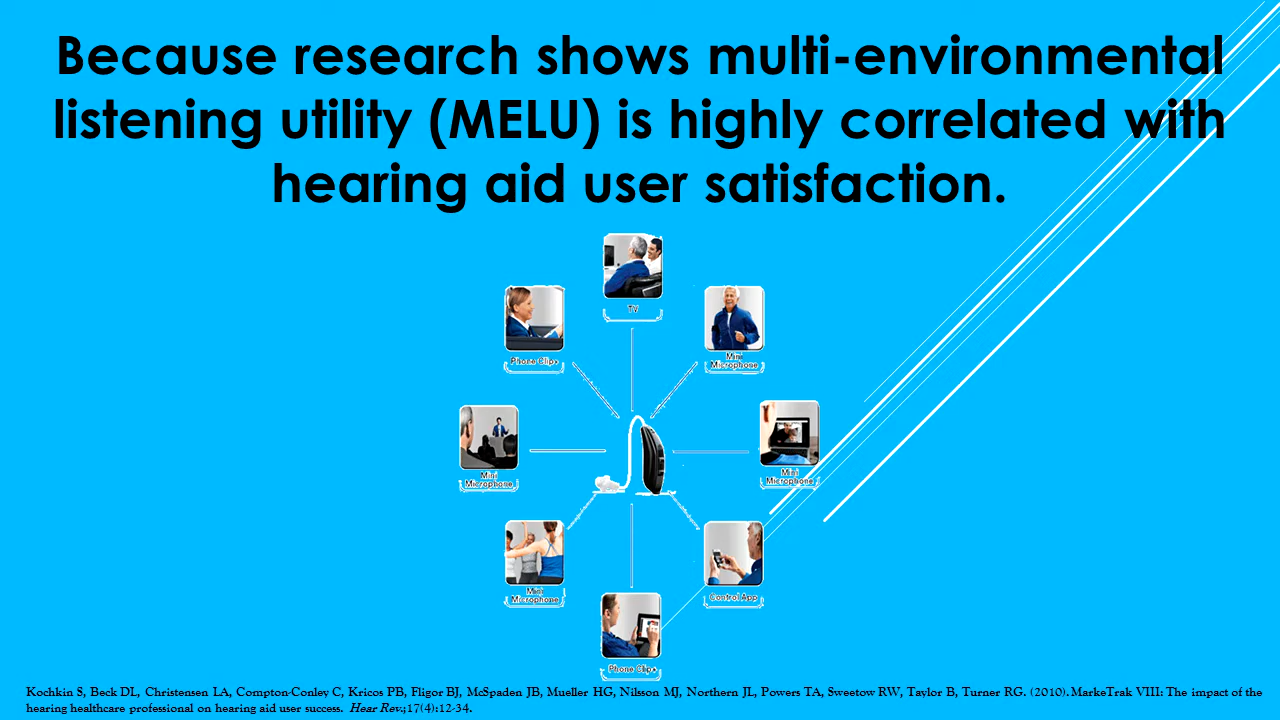 Because research shows multi-environmental
listening utility (MELU) is highly correlated with
hearing aid user satisfaction.
TV
Phone Clip+
Mini
Microphone
Mini
Microphone
Mini
Microphone
Mini
Microphone
Control App
Phone Clip+
Kochkin S, Beck DL, Christensen LA, Compton-Conley C, Kricos PB, Fligor BJ, McSpaden JB, Mueller HG, Nilsson MJ, Northern JL, Powers TA, Sweetow RW, Taylor B, Turner RG. (2010). MarkeTrak VIII: The impact of the
hearing healthcare professional on hearing aid user success. Hear Rev.;17(4):12-34.